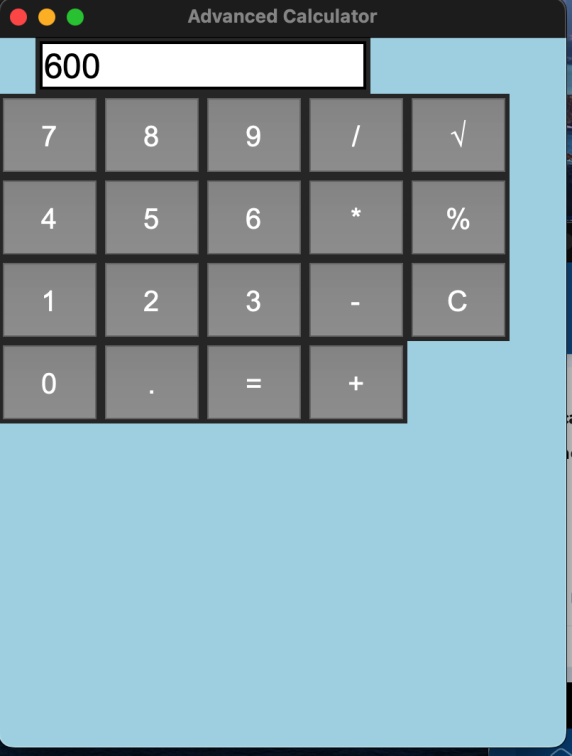 Advanced Calculator
600
7 8 9 / √
4 5 6 * %
1 2 3 - C
0 . = +